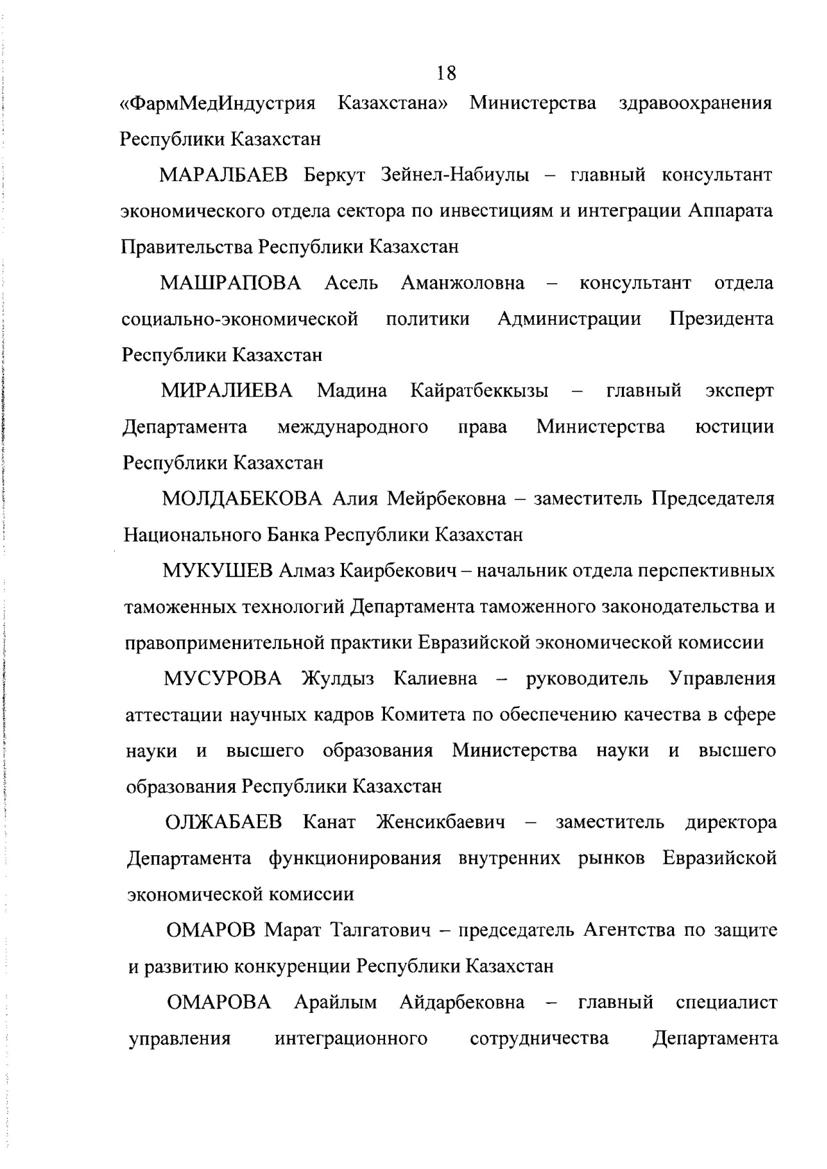 18
«ФармМедИндустрия Казахстана» Министерства здравоохранения
Республики Казахстан
МАРАЛБАЕВ Беркут Зейнел-Набиулы – главный консультант
экономического отдела сектора по инвестициям и интеграции Аппарата
Правительства Республики Казахстан
МАШРАПОВА Асель Аманжоловна – консультант отдела
социально-экономической политики Администрации Президента
Республики Казахстан
МИРАЛИЕВА Мадина Кайратбеккызы – главный эксперт
Департамента международного права Министерства юстиции
Республики Казахстан
МОЛДАБЕКОВА Алия Мейрбековна – заместитель Председателя
Национального Банка Республики Казахстан
МУКУШЕВ Алмаз Каирбекович – начальник отдела перспективных
таможенных технологий Департамента таможенного законодательства и
правоприменительной практики Евразийской экономической комиссии
МУСУРОВА Жулдыз Калиевна – руководитель Управления
аттестации научных кадров Комитета по обеспечению качества в сфере
науки и высшего образования Министерства науки и высшего
образования Республики Казахстан
ОЛЖАБАЕВ Канат Женсикбаевич – заместитель директора
Департамента функционирования внутренних рынков Евразийской
экономической комиссии
ОМАРОВ Марат Талгатович – председатель Агентства по защите
и развитию конкуренции Республики Казахстан
ОМАРОВА Арайлым Айдарбековна – главный специалист
управления интеграционного сотрудничества Департамента